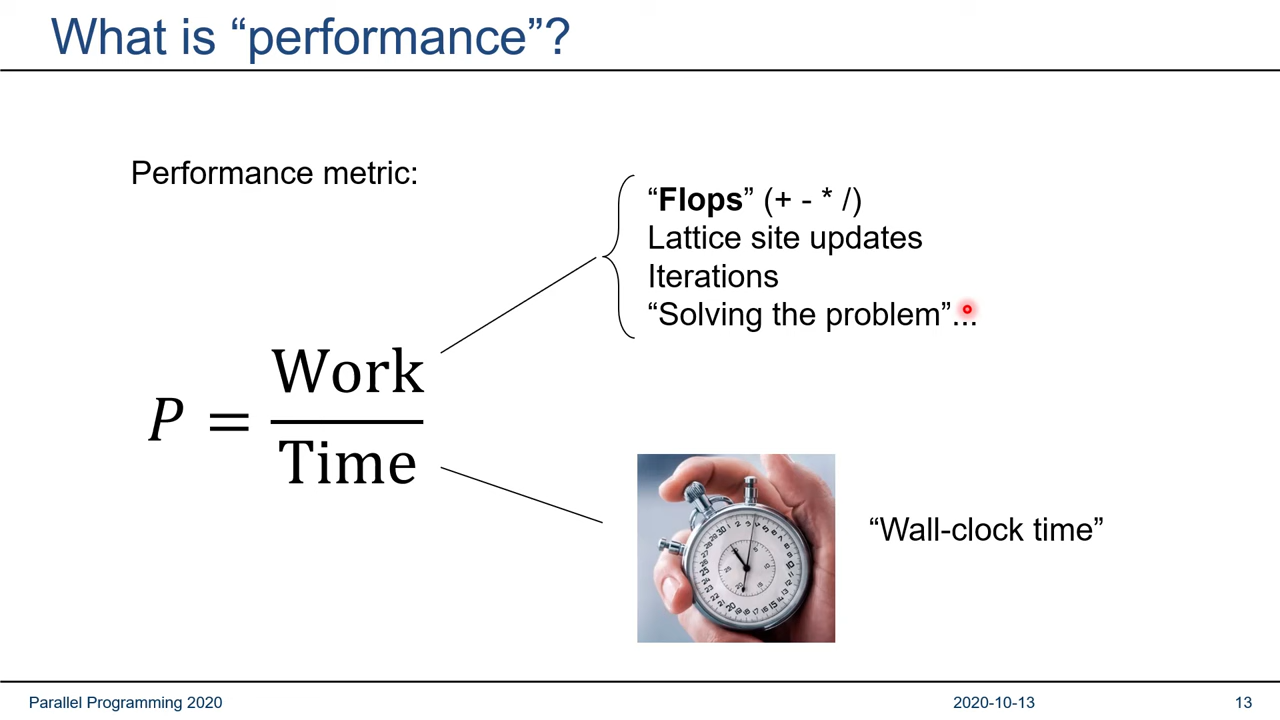 What is “performance”?
Performance metric:
“Flops” (+ - * /)
Lattice site updates
Iterations
“Solving the problem”...
P = Work
Time
“Wall-clock time”
Parallel Programming 2020
2020-10-13
13